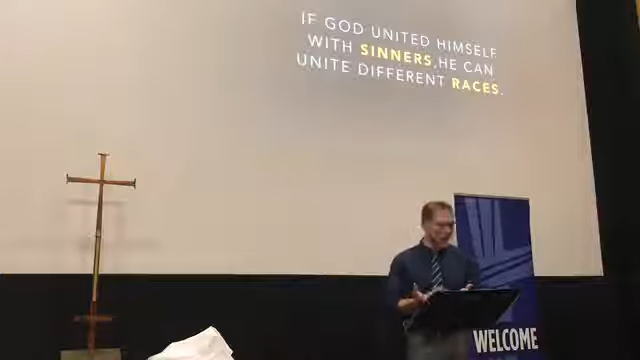 IF GOD UNITED HIMSELF
WITH SINNERS, HE CAN
UNITE DIFFERENT RACES.
WELCOME